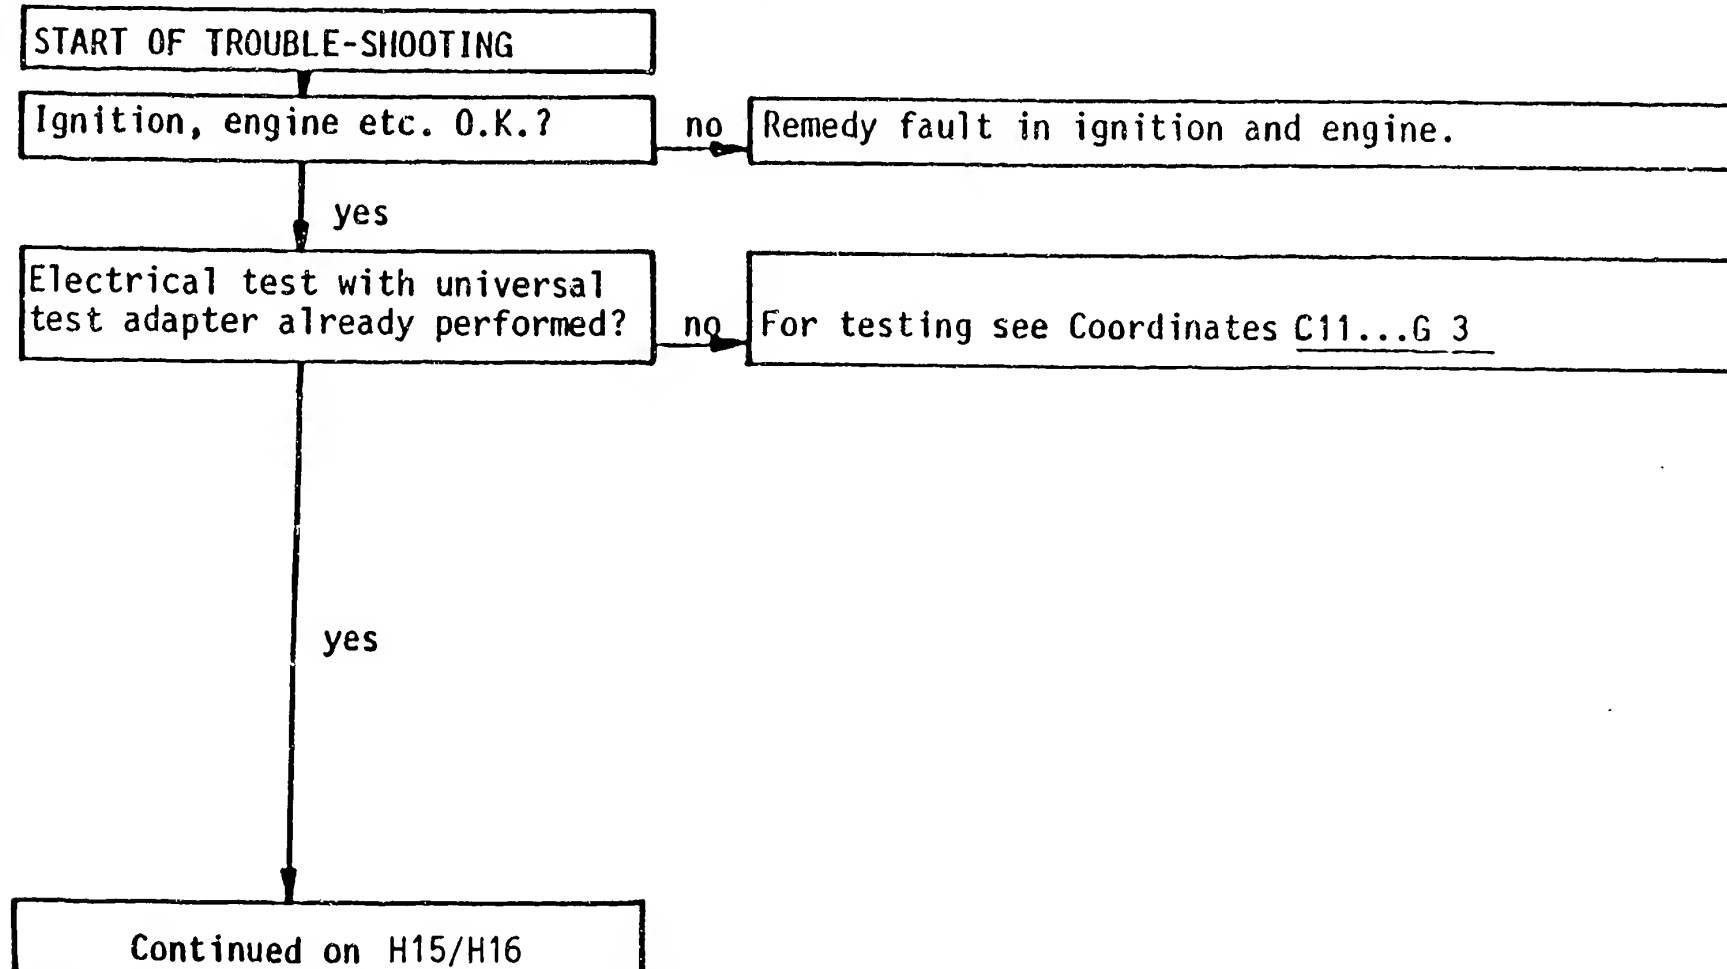 START OF TROUBLE-SHOOTING
Ignition, engine etc. O.K.?
no
Remedy fault in ignition and engine.
yes
Electrical test with universal
test adapter already performed?
no
For testing see Coordinates C11...G 3
yes
Continued on H15/H16